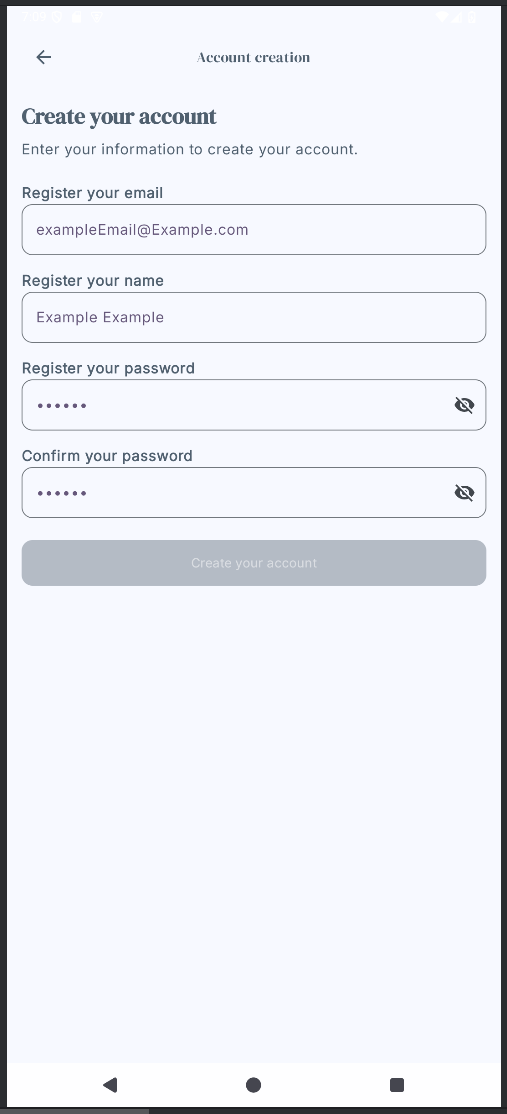 Account creation
Create your account
Enter your information to create your account.
Register your email
exampleEmail@Example.com
Register your name
Example Example
Register your password
••••••
Confirm your password
••••••
Create your account